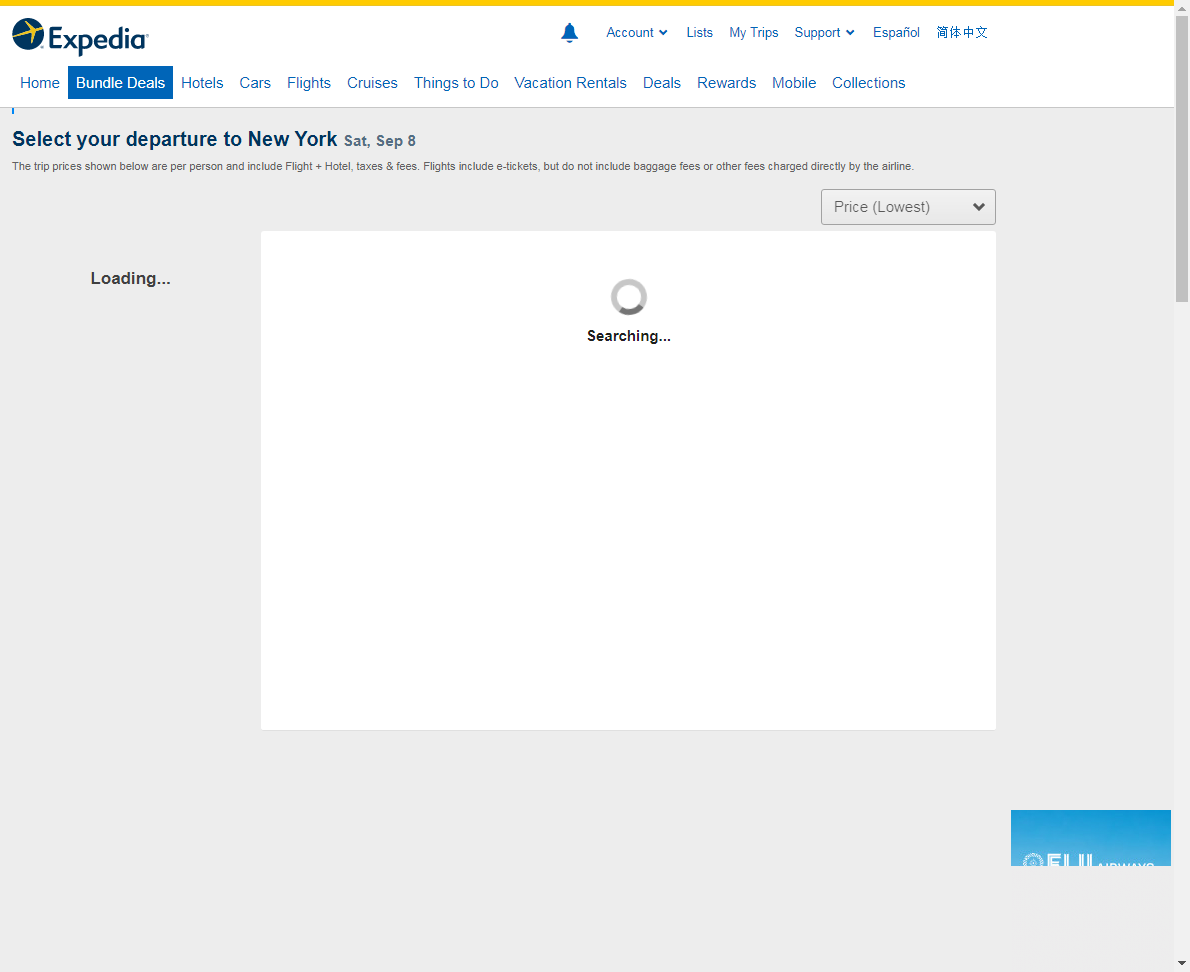 Expedia
Account Lists My Trips Support Español 简体中文
Home Bundle Deals Hotels Cars Flights Cruises Things to Do Vacation Rentals Deals Rewards Mobile Collections
Select your departure to New York Sat, Sep 8
The trip prices shown below are per person and include Flight + Hotel, taxes & fees. Flights include e-tickets, but do not include baggage fees or other fees charged directly by the airline.
Price (Lowest)
Loading...
Searching...